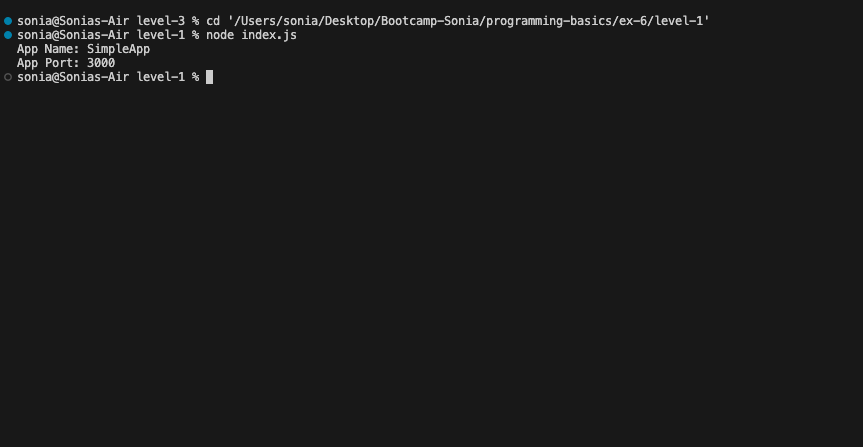 sonia@Sonias-Air level-3 % cd '/Users/sonia/Desktop/Bootcamp-Sonia/programming-basics/ex-6/level-1'
sonia@Sonias-Air level-1 % node index.js
App Name: SimpleApp
App Port: 3000
sonia@Sonias-Air level-1 %